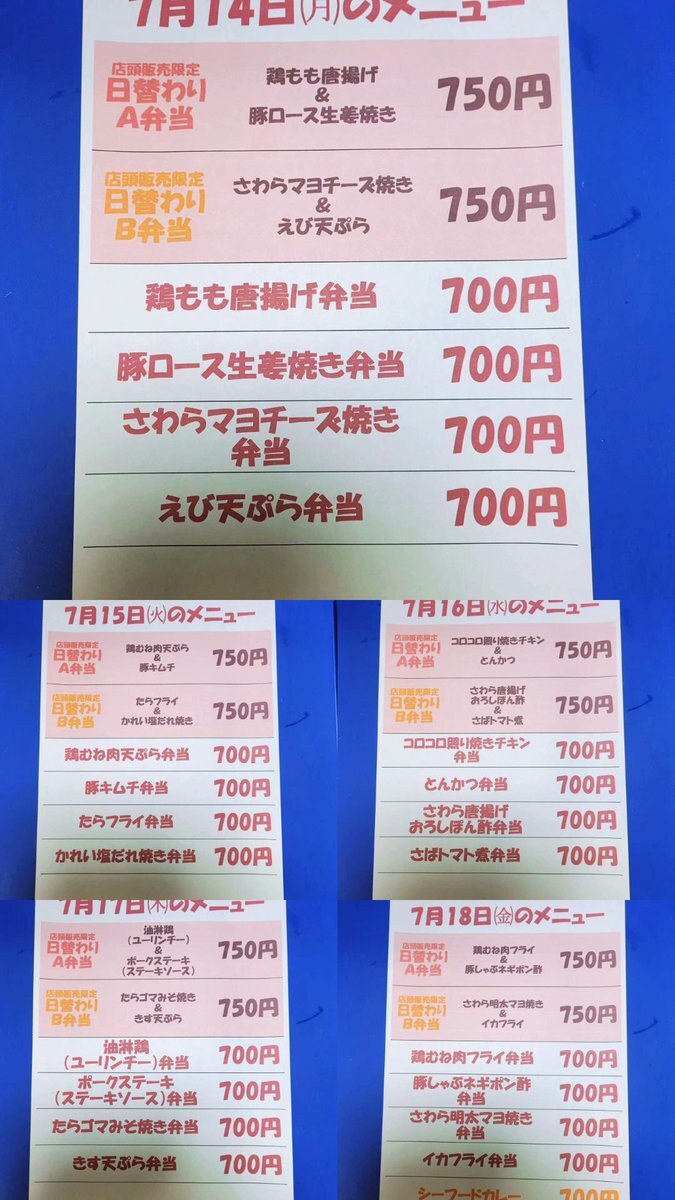 7月14日㈪のメニュー
店頭販売限定
日替わり
A弁当
鶏もも唐揚げ
&
豚ロース生姜焼き
750円
店頭販売限定
日替わり
B弁当
さわらマヨチーズ焼き
&
えび天ぷら
750円
鶏もも唐揚げ弁当 700円
豚ロース生姜焼き弁当 700円
さわらマヨチーズ焼き
弁当
700円
えび天ぷら弁当 700円
7月15日㈫のメニュー
店頭販売限定
日替わり
A弁当
鶏むね肉天ぷら
&
豚キムチ
750円
店頭販売限定
日替わり
B弁当
たらフライ
&
かれい塩だれ焼き
750円
鶏むね肉天ぷら弁当 700円
豚キムチ弁当 700円
たらフライ弁当 700円
かれい塩だれ焼き弁当 700円
7月16日㈬のメニュー
店頭販売限定
日替わり
A弁当
コロコロ照り焼きチキン
&
とんかつ
750円
店頭販売限定
日替わり
B弁当
さわら唐揚げ
おろしぽん酢
&
さばトマト煮
750円
コロコロ照り焼きチキン
弁当
700円
とんかつ弁当 700円
さわら唐揚げ
おろしぽん酢弁当
700円
さばトマト煮弁当 700円
7月17日㈭のメニュー
店頭販売限定
日替わり
A弁当
油淋鶏
(ユーリンチー)
&
ポークステーキ
(ステーキソース)
750円
店頭販売限定
日替わり
B弁当
たらゴマみそ焼き
&
きす天ぷら
750円
油淋鶏
(ユーリンチー)弁当
700円
ポークステーキ
(ステーキソース)弁当
700円
たらゴマみそ焼き弁当 700円
きす天ぷら弁当 700円
7月18日㈮のメニュー
店頭販売限定
日替わり
A弁当
鶏むね肉フライ
&
豚しゃぶネギポン酢
750円
店頭販売限定
日替わり
B弁当
さわら明太マヨ焼き
&
イカフライ
750円
鶏むね肉フライ弁当 700円
豚しゃぶネギポン酢
弁当
700円
さわら明太マヨ焼き
弁当
700円
イカフライ弁当 700円
シーフードカレー 700円